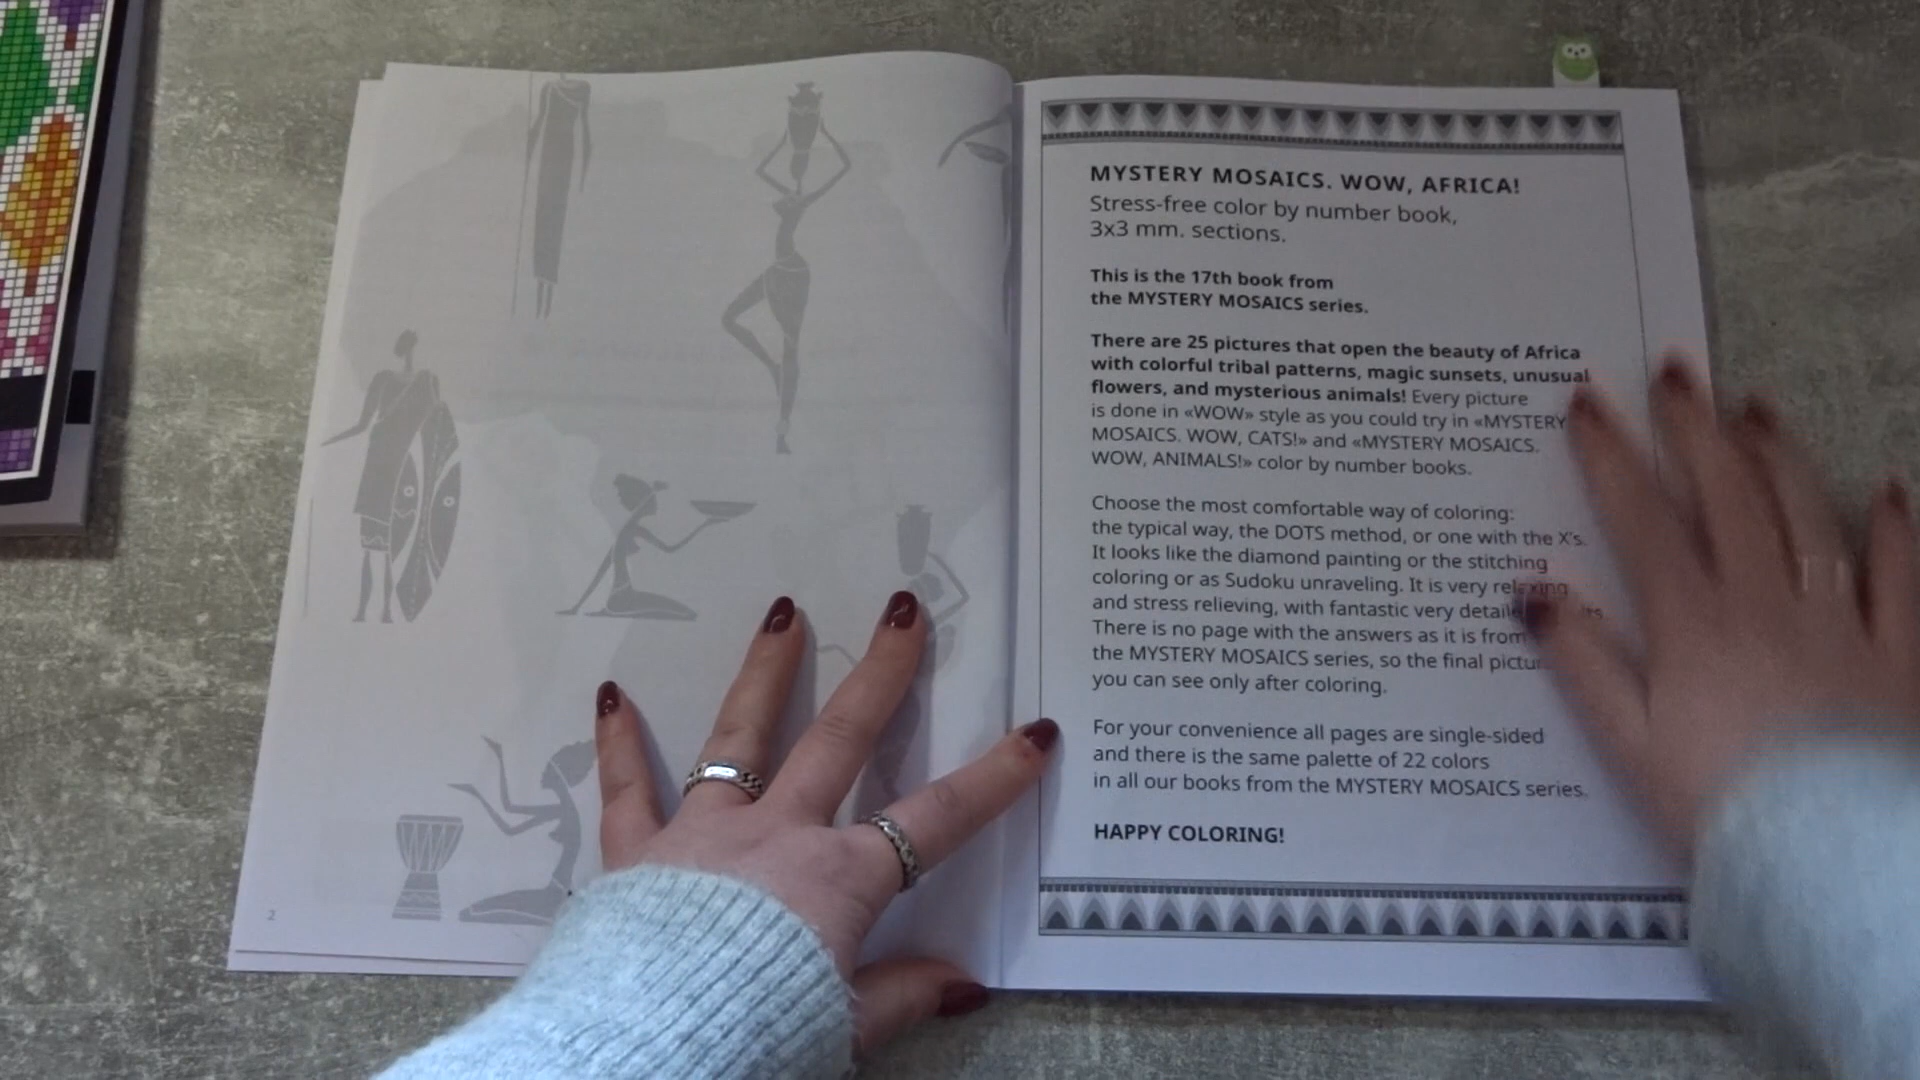 MYSTERY MOSAICS. WOW, AFRICA!
Stress-free color by number book,
3x3 mm. sections.
This is the 17th book from
the MYSTERY MOSAICS series.
There are 25 pictures that open the beauty of Africa
with colorful tribal patterns, magic sunsets, unusual
flowers, and mysterious animals! Every picture
is done in «WOW» style as you could try in «MYSTERY
MOSAICS. WOW, CATS!» and «MYSTERY MOSAICS.
WOW, ANIMALS!» color by number books.
Choose the most comfortable way of coloring:
the typical way, the DOTS method, or one with the X's.
It looks like the diamond painting or the stitching
coloring or as Sudoku unraveling. It is very relaxing
and stress relieving, with fantastic very
There is no page with the answers as it is from
the MYSTERY MOSAICS series, so the final
you can see only after coloring.
For your convenience all pages are single-sided
and there is the same palette of 22 colors
in all our books from the MYSTERY MOSAICS series.
HAPPY COLORING!
2